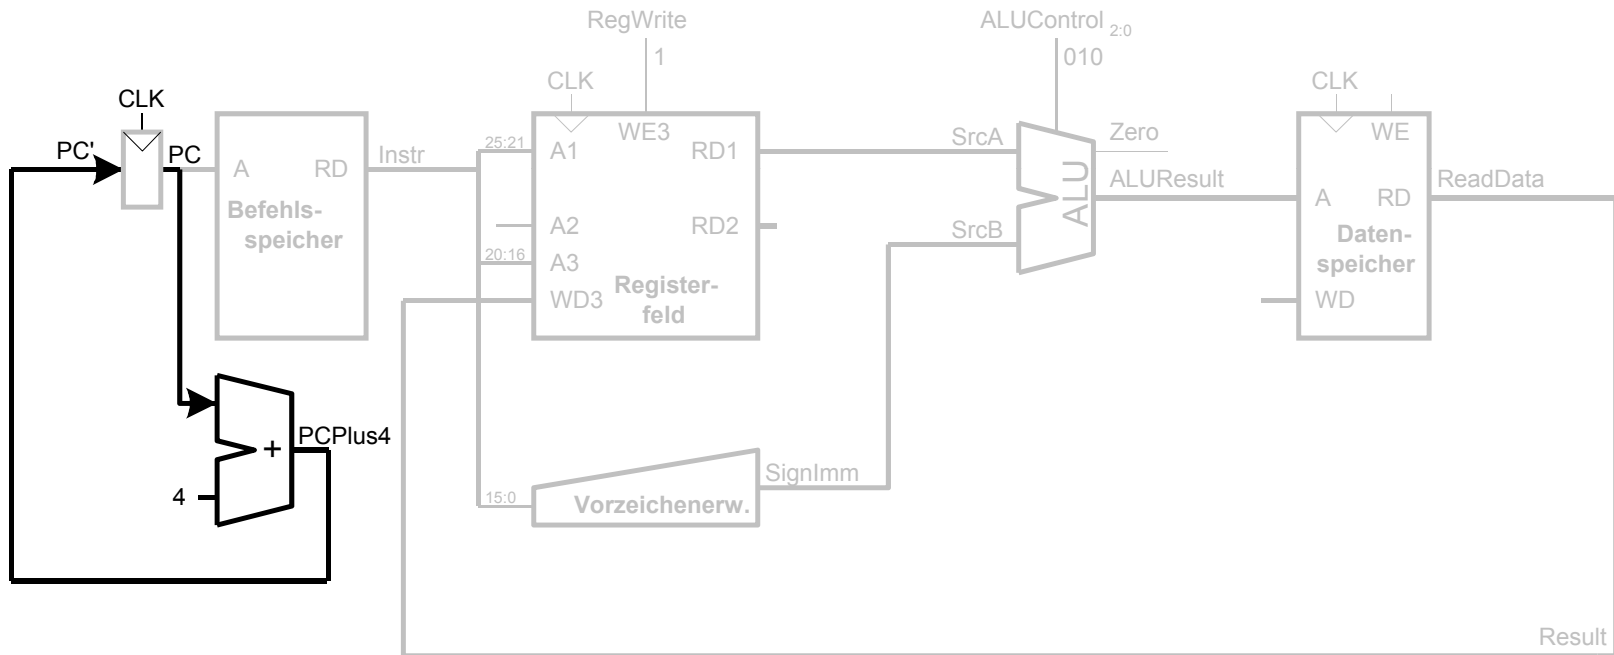 RegWrite
ALUControl 2:0
1
010
CLK
CLK
CLK
PC'
PC
A
RD
Instr
Befehls-
speicher
25:21
A1
WE3
RD1
A2
RD2
20:16
A3
WD3
Register-
feld
SrcA
SrcB
ALU
Zero
ALUResult
WE
A
RD
ReadData
Daten-
speicher
WD
+
PCPlus4
4
15:0
Vorzeichenerw.
SignImm
Result